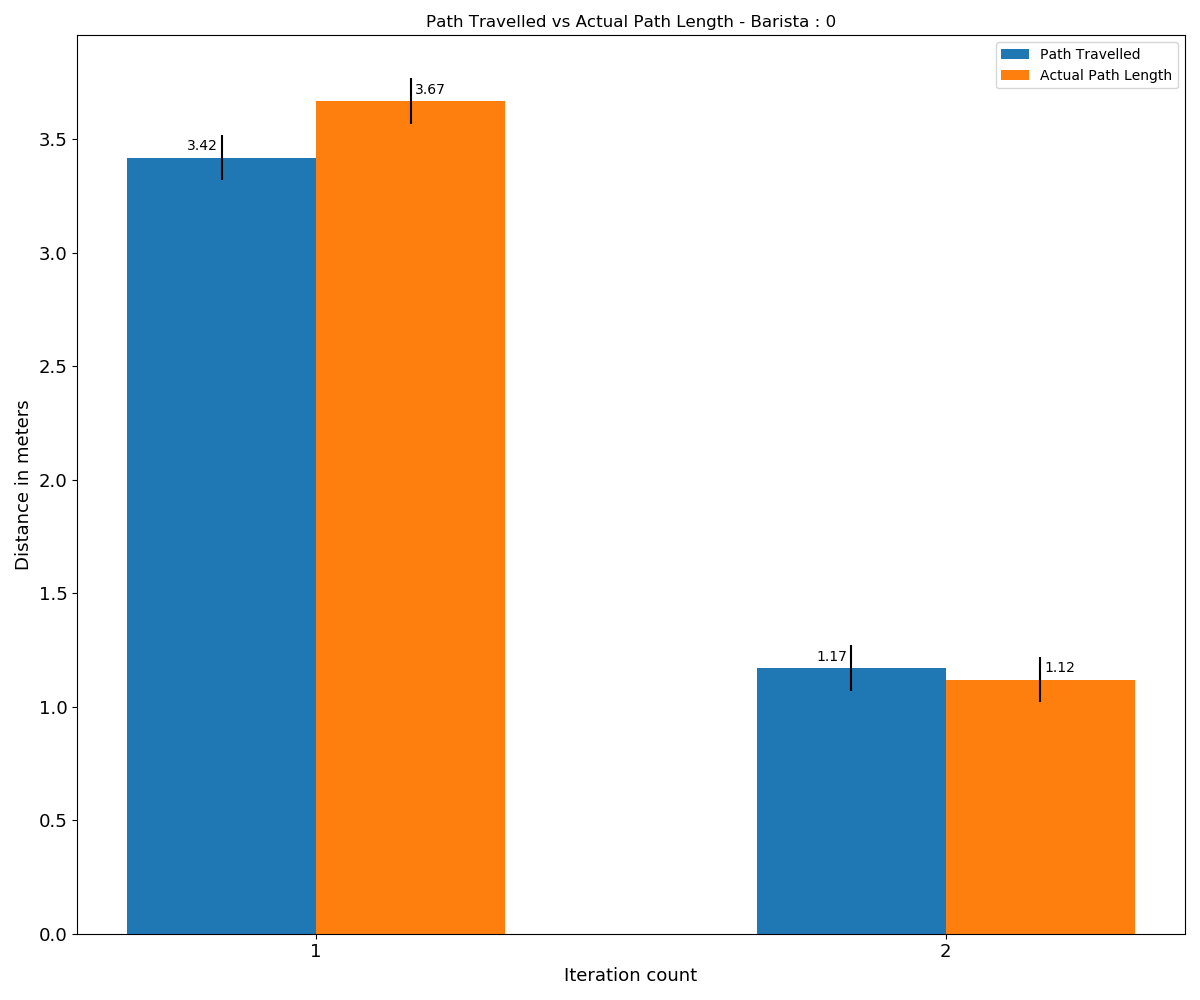 Path Travelled vs Actual Path Length - Barista : 0
Path Travelled
Actual Path Length
3.67
3.42
1.17
1.12
3.5
3.0
2.5
2.0
1.5
1.0
0.5
0.0
Distance in meters
1
2
Iteration count